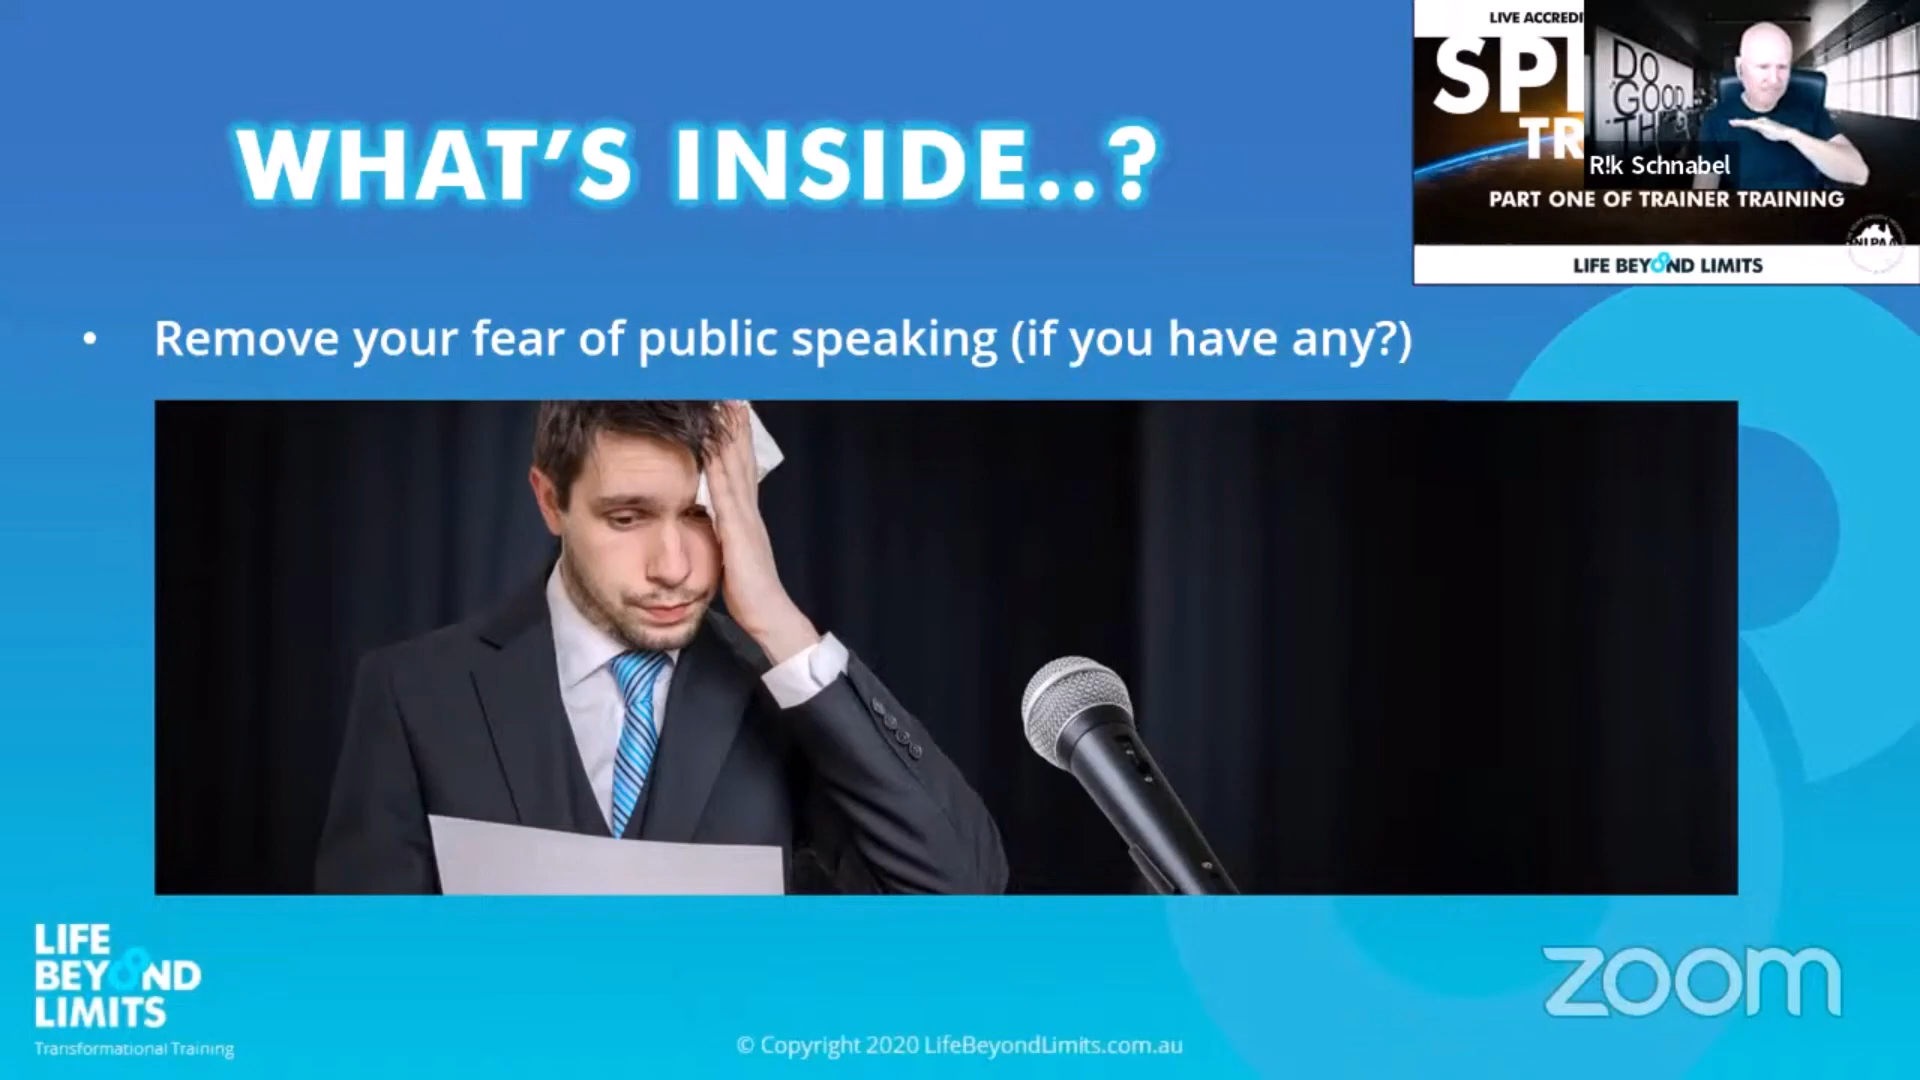 WHAT'S INSIDE..?
• Remove your fear of public speaking (if you have any?)
LIVE ACCREDI
SPI
TR
DO
GOOD
R!k Schnabel
PART ONE OF TRAINER TRAINING
LIFE BEYOND LIMITS
LIFE
BEYOND
LIMITS
Transformational Training
© Copyright 2020 LifeBeyondLimits.com.au
zoom